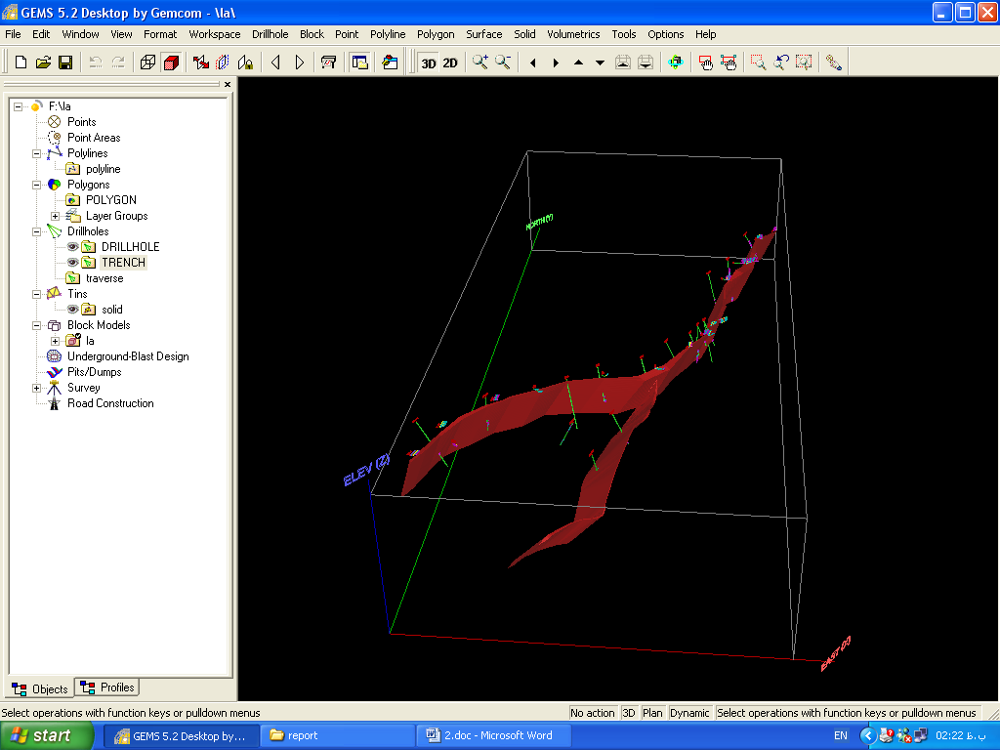 GEMS 5.2 Desktop by Gemcom - \la\
File Edit Window View Format Workspace Drillhole Block Point Polyline Polygon Surface Solid Volumetrics Tools Options Help
3D 2D
F:\la
Points
Point Areas
Polylines
polyline
Polygons
POLYGON
Layer Groups
Drillholes
DRILLHOLE
TRENCH
traverse
Tins
solid
Block Models
la
Underground-Blast Design
Pits/Dumps
Survey
Road Construction
NORTH (Y)
ELEV (Z)
EAST (X)
Objects Profiles
Select operations with function keys or pulldown menus No action 3D Plan Dynamic Select operations with function keys or pulldown menus
start GEMS 5.2 Desktop by... report 2.doc - Microsoft Word EN 02:22 ب.ظ